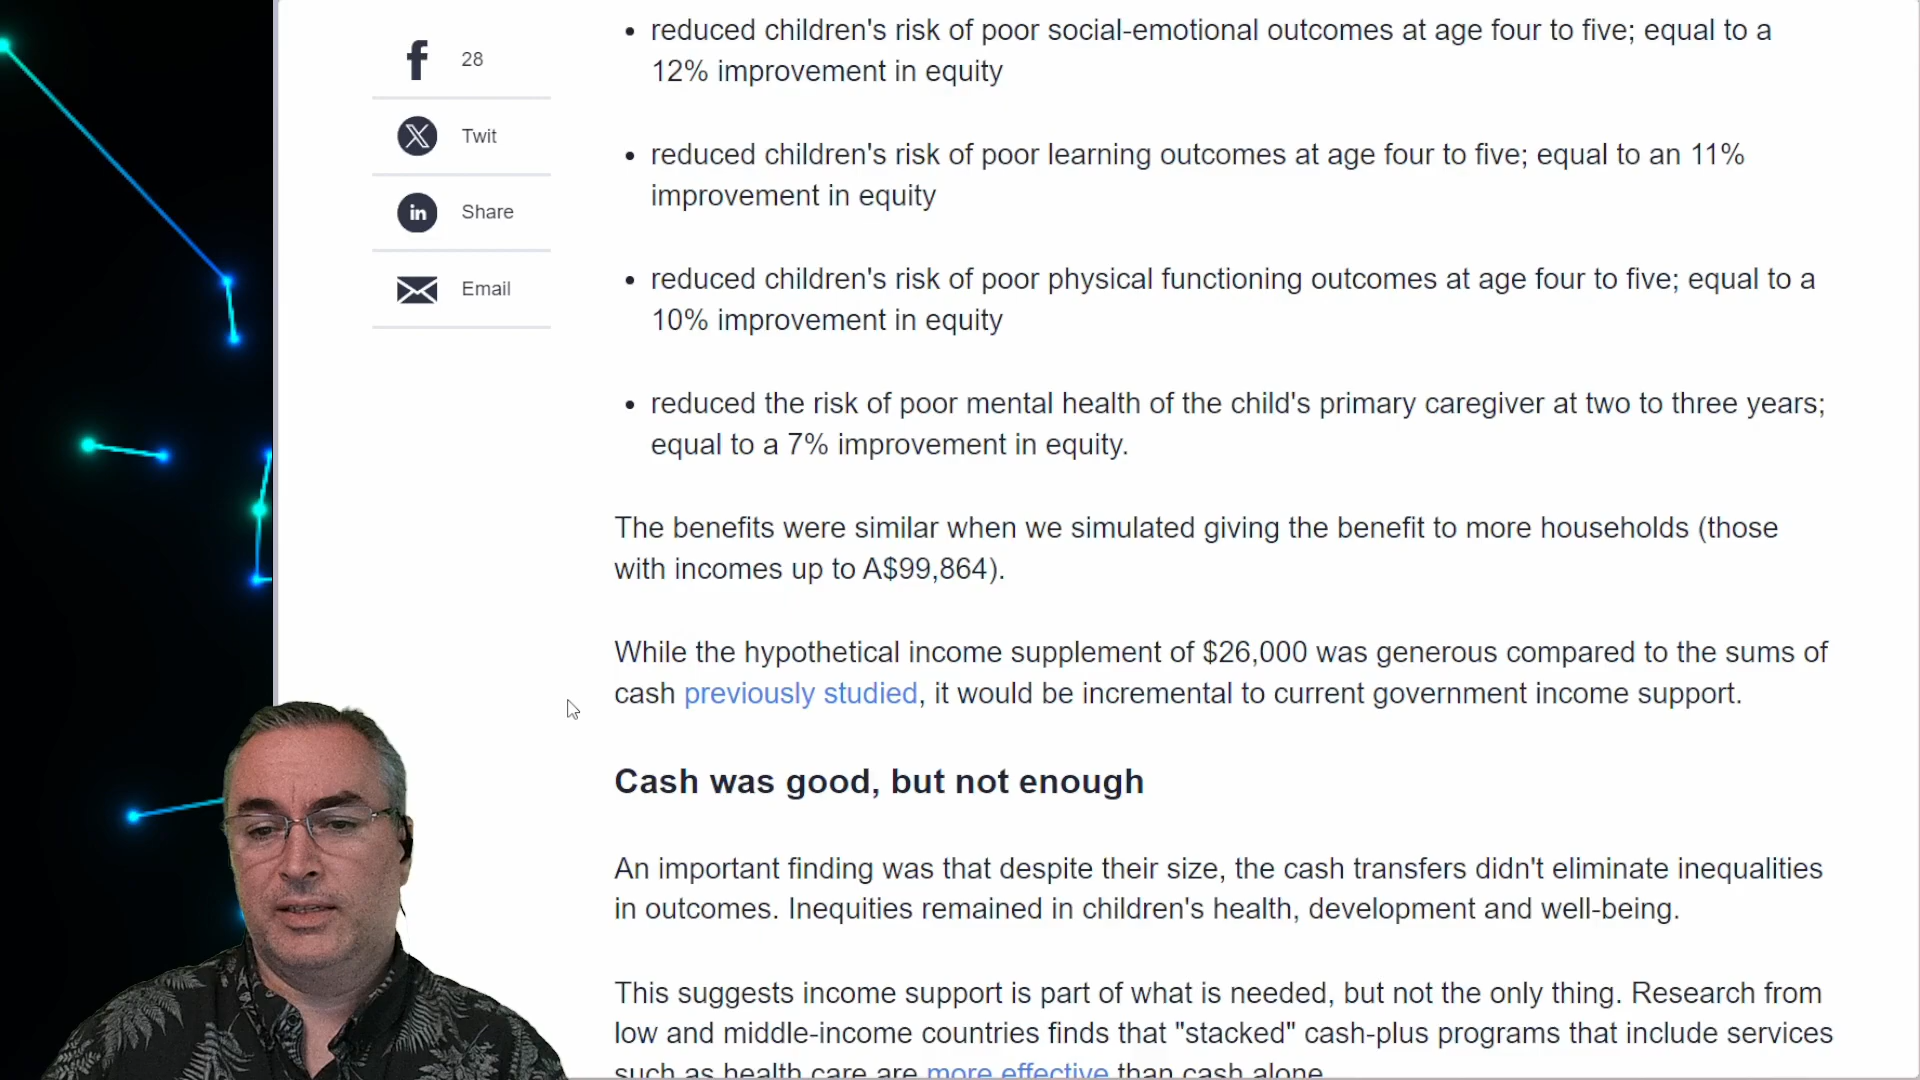 28
Twit
Share
Email
• reduced children's risk of poor social-emotional outcomes at age four to five; equal to a
12% improvement in equity
• reduced children's risk of poor learning outcomes at age four to five; equal to an 11%
improvement in equity
• reduced children's risk of poor physical functioning outcomes at age four to five; equal to a
10% improvement in equity
• reduced the risk of poor mental health of the child's primary caregiver at two to three years;
equal to a 7% improvement in equity.
The benefits were similar when we simulated giving the benefit to more households (those
with incomes up to A$99,864).
While the hypothetical income supplement of $26,000 was generous compared to the sums of
cash previously studied, it would be incremental to current government income support.
Cash was good, but not enough
An important finding was that despite their size, the cash transfers didn't eliminate inequalities
in outcomes. Inequities remained in children's health, development and well-being.
This suggests income support is part of what is needed, but not the only thing. Research from
low and middle-income countries finds that "stacked" cash-plus programs that include services
such as health care are more effective than cash alone.